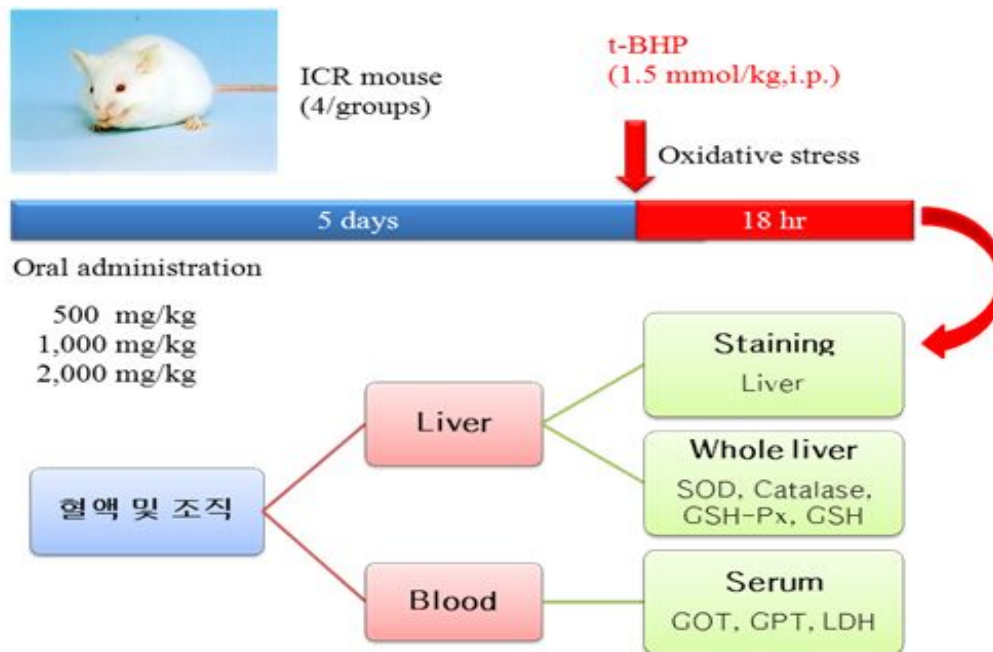 ICR mouse
(4/groups)
t-BHP
(1.5 mmol/kg,i.p.)
Oxidative stress
5 days
18 hr
Oral administration
500 mg/kg
1,000 mg/kg
2,000 mg/kg
Staining
Liver
Liver
Whole liver
SOD, Catalase,
GSH-Px, GSH
혈액 및 조직
Blood
Serum
GOT, GPT, LDH